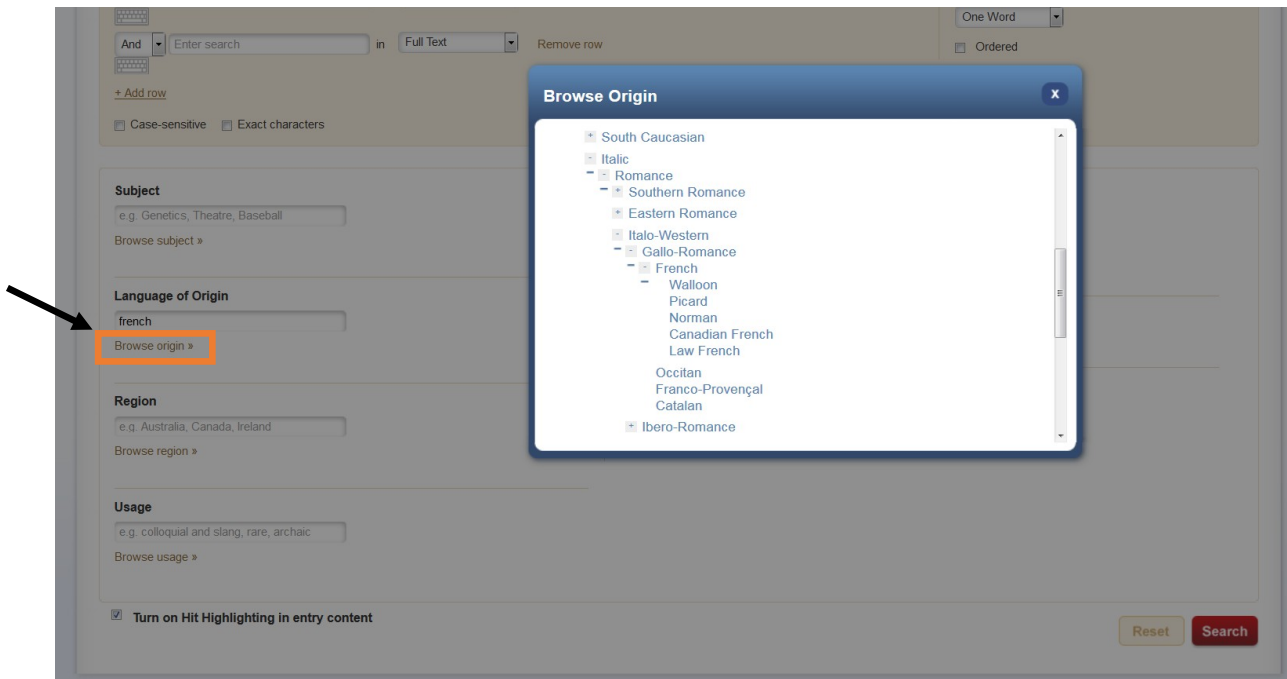 One Word
And Enter search in Full Text Remove row
Ordered
+ Add row
Case-sensitive Exact characters
Browse Origin
x
+ South Caucasian
- Italic
- - Romance
- + Southern Romance
+ Eastern Romance
- Italo-Western
- - Gallo-Romance
- - French
- Walloon
Picard
Norman
Canadian French
Law French
Occitan
Franco-Provençal
Catalan
+ Ibero-Romance
Subject
e.g. Genetics, Theatre, Baseball
Browse subject »
Language of Origin
french
Browse origin »
Region
e.g. Australia, Canada, Ireland
Browse region »
Usage
e.g. colloquial and slang, rare, archaic
Browse usage »
Turn on Hit Highlighting in entry content
Reset Search